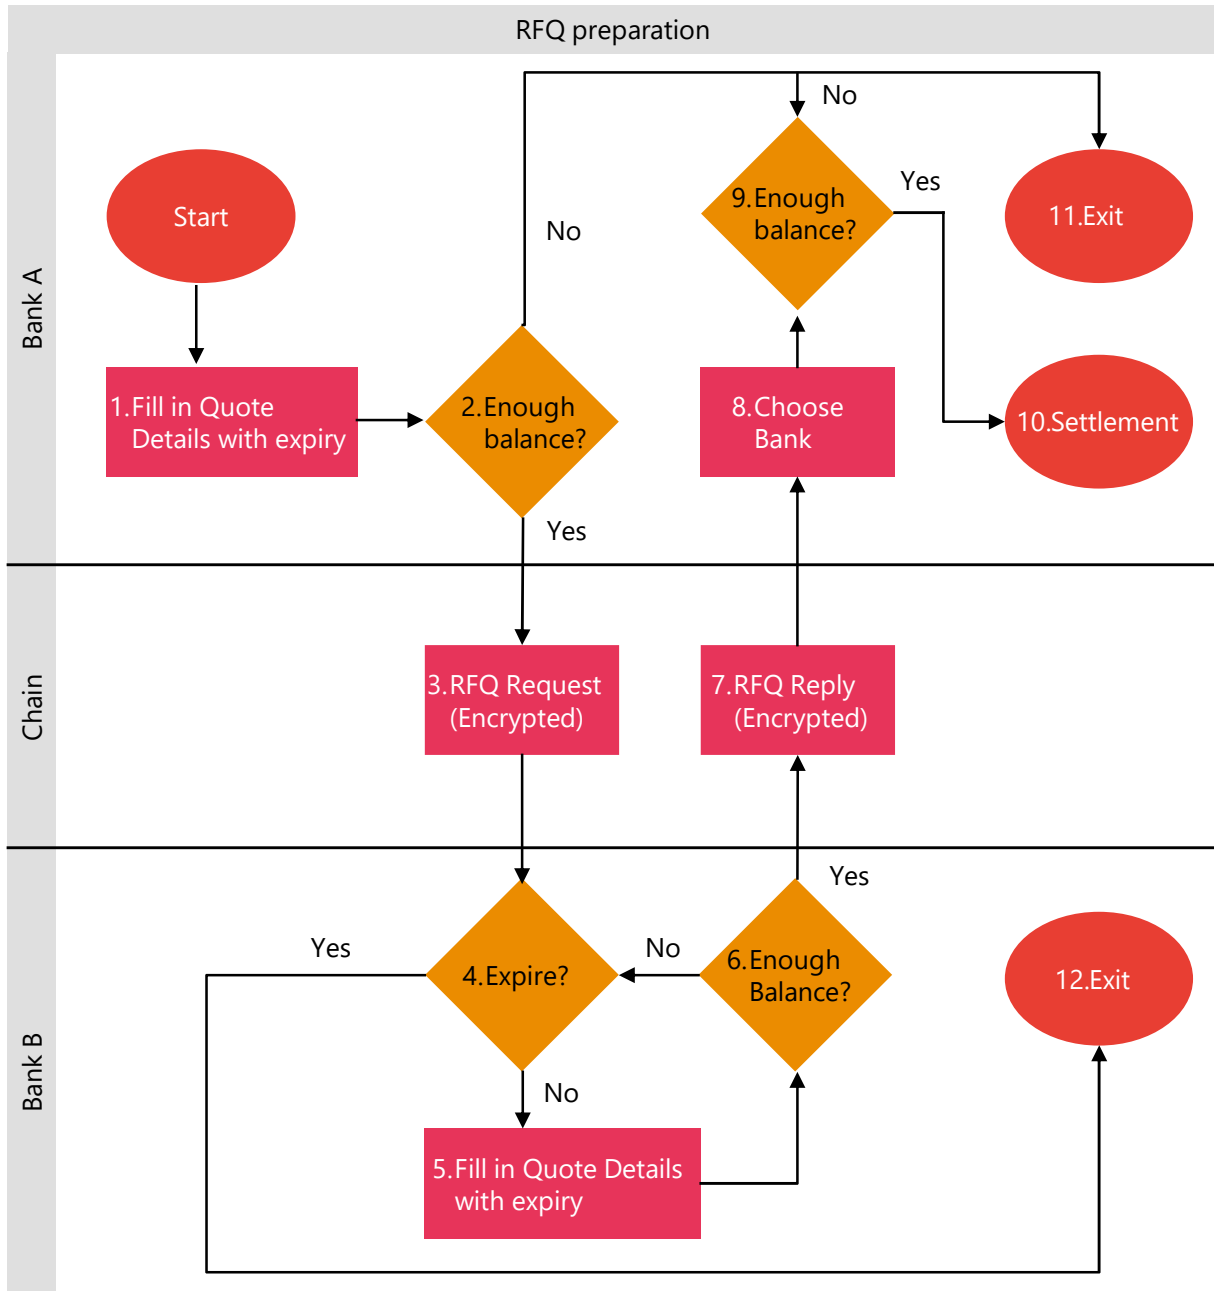 RFQ preparation
Bank A
Start
No
9.Enough
balance?
Yes
11.Exit
No
1.Fill in Quote
Details with expiry
2.Enough
balance?
8.Choose
Bank
10.Settlement
Yes
Chain
3.RFQ Request
(Encrypted)
7.RFQ Reply
(Encrypted)
Bank B
Yes
Yes
No
4.Expire?
6.Enough
Balance?
12.Exit
No
5.Fill in Quote Details
with expiry